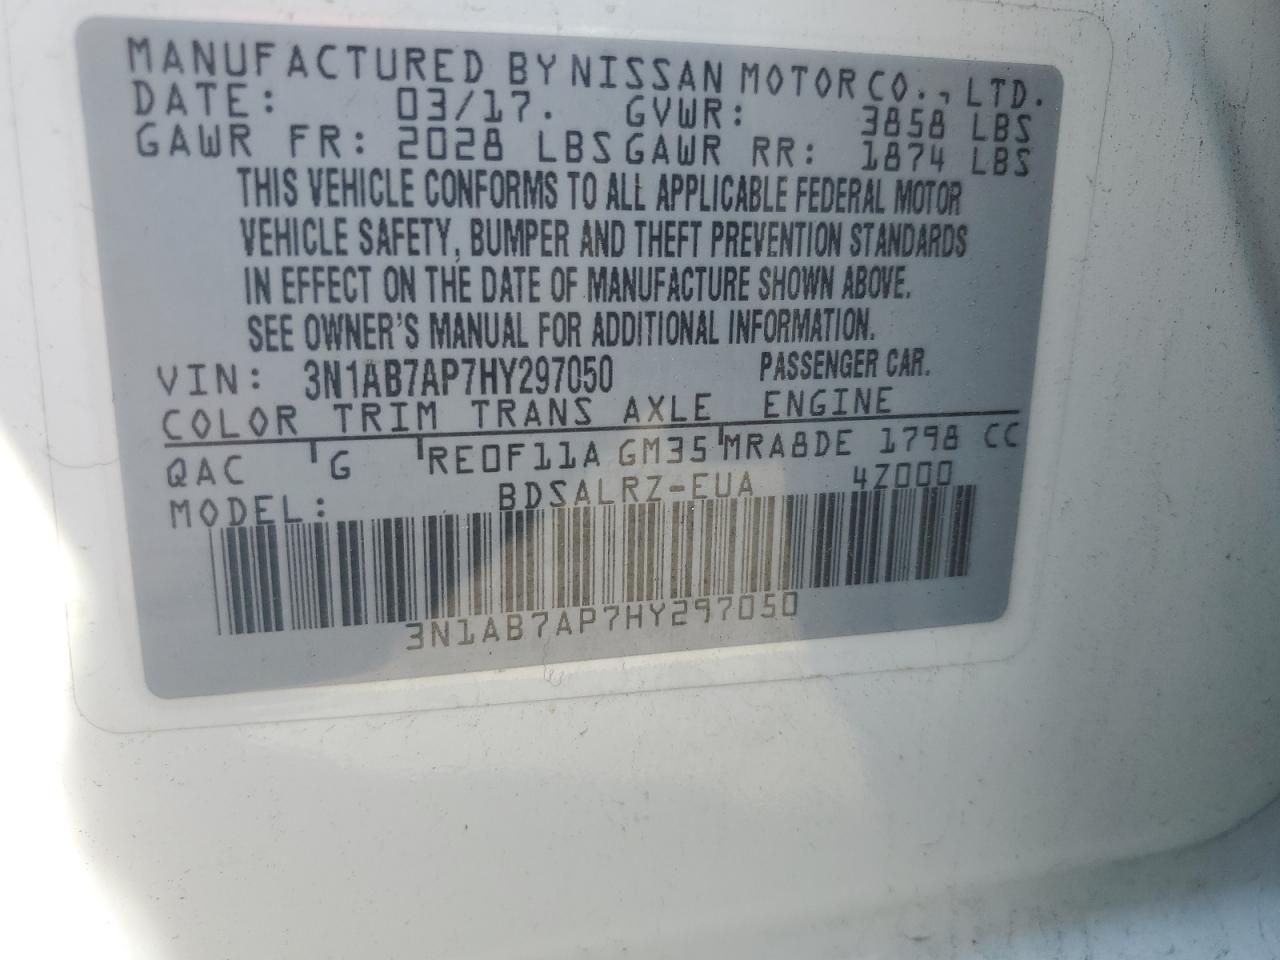 MANUFACTURED BY NISSAN MOTOR CO., LTD.
DATE: 03/17. GVWR: 3858 LBS
GAWR FR: 2028 LBS GAWR RR: 1874 LBS
THIS VEHICLE CONFORMS TO ALL APPLICABLE FEDERAL MOTOR
VEHICLE SAFETY, BUMPER AND THEFT PREVENTION STANDARDS
IN EFFECT ON THE DATE OF MANUFACTURE SHOWN ABOVE.
SEE OWNER'S MANUAL FOR ADDITIONAL INFORMATION.
VIN: 3N1AB7AP7HY297050 PASSENGER CAR.
COLOR TRIM TRANS AXLE ENGINE
QAC G RE0F11A GM35 MRA8DE 1798 CC
MODEL: BDSALRZ-EUA 4Z000
3N1AB7AP7HY297050